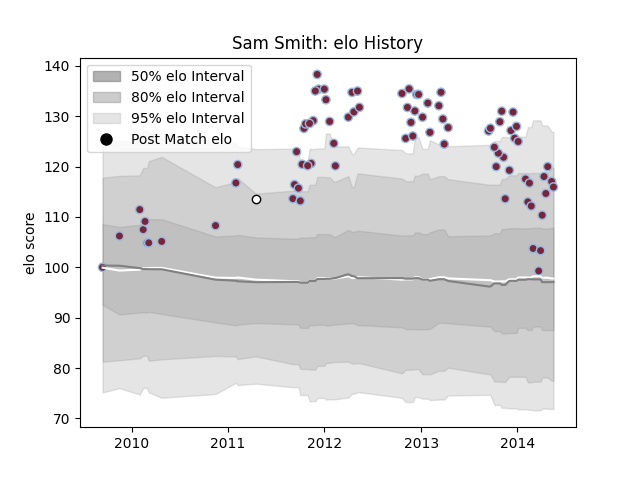 Sam Smith: elo History
140
130
120
110
100
90
80
70
elo score
50% elo Interval
80% elo Interval
95% elo Interval
Post Match elo
2010 2011 2012 2013 2014